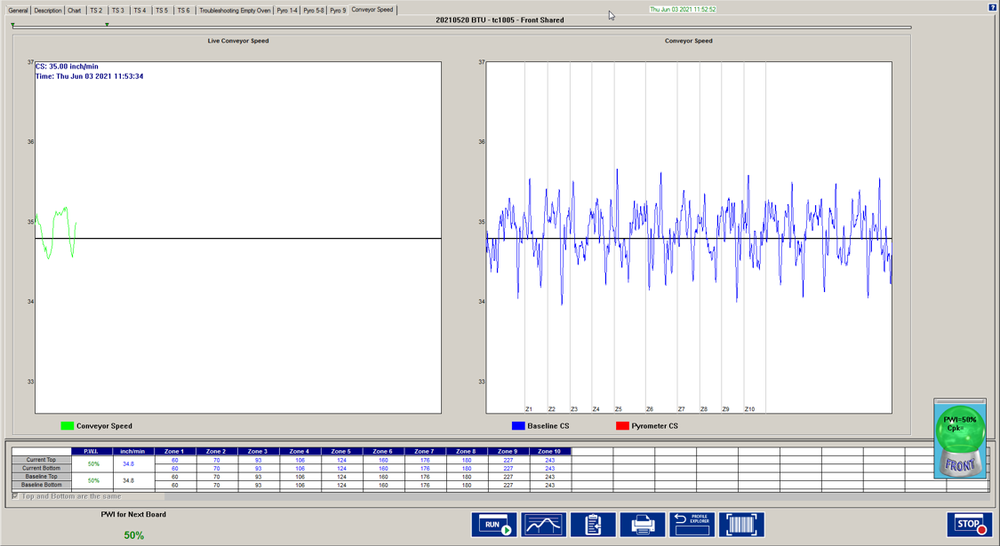 General Description Chart TS 2 TS 3 TS 4 TS 5 TS 6 Troubleshooting Empty Oven Pyro 1-4 Pyro 5-8 Pyro 9 Conveyor Speed
Thu Jun 03 2021 11:52:52
?
20210520 BTU - tc1005 - Front Shared
Live Conveyor Speed
Conveyor Speed
37
CS: 35.00 inch/min
Time: Thu Jun 03 2021 11:53:34
36
35
34
33
Conveyor Speed
37
36
35
34
33
Z1 Z2 Z3 Z4 Z5 Z6 Z7 Z8 Z9 Z10
Baseline CS
Pyrometer CS
PWI=50%
Cpk=
FRONT
P.W.I. inch/min Zone 1 Zone 2 Zone 3 Zone 4 Zone 5 Zone 6 Zone 7 Zone 8 Zone 9 Zone 10
Current Top 50% 34.8 60 70 93 106 124 160 176 180 227 243
Current Bottom 60 70 93 106 124 160 176 180 227 243
Baseline Top 50% 34.8 60 70 93 106 124 160 176 180 227 243
Baseline Bottom 60 70 93 106 124 160 176 180 227 243
Top and Bottom are the same
PWI for Next Board
50%
RUN
PROFILE
EXPLORER
STOP